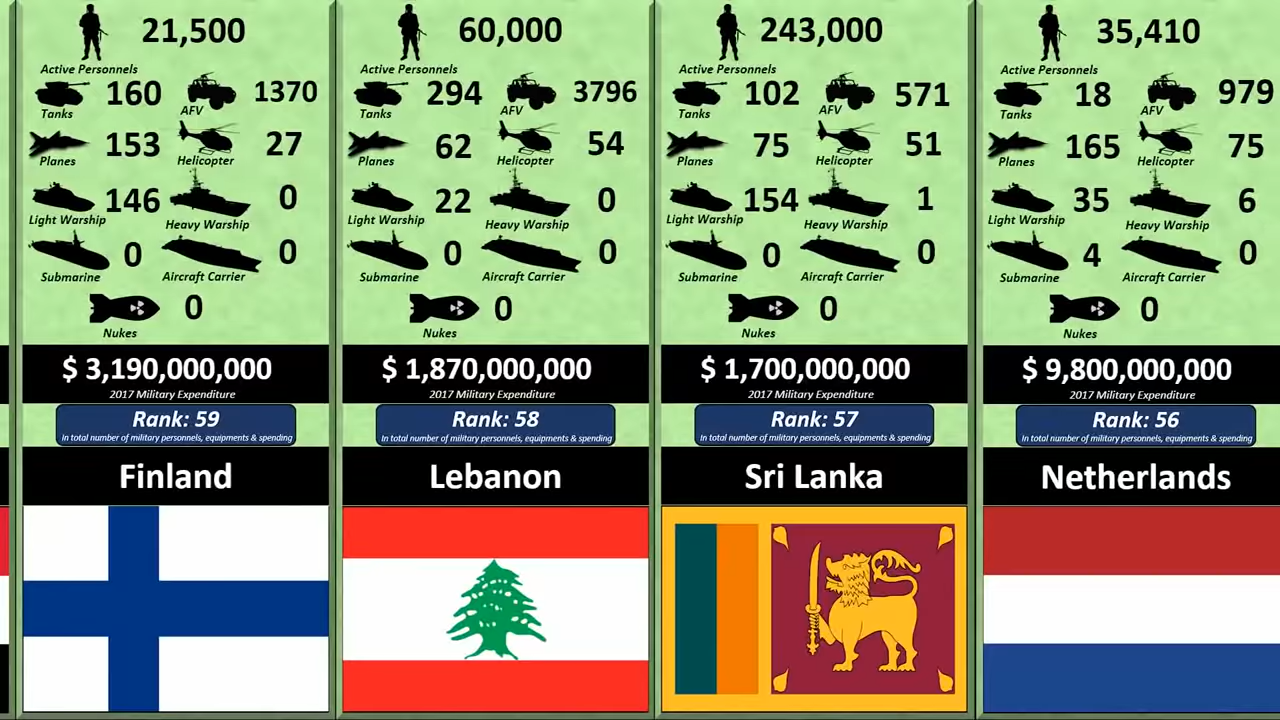 21,500
Active Personnels
160 1370
Tanks AFV
153 27
Planes Helicopter
146 0
Light Warship Heavy Warship
0 0
Submarine Aircraft Carrier
0
Nukes
$ 3,190,000,000
2017 Military Expenditure
Rank: 59
In total number of military personnels, equipments & spending
Finland
60,000
Active Personnels
294 3796
Tanks AFV
62 54
Planes Helicopter
22 0
Light Warship Heavy Warship
0 0
Submarine Aircraft Carrier
0
Nukes
$ 1,870,000,000
2017 Military Expenditure
Rank: 58
In total number of military personnels, equipments & spending
Lebanon
243,000
Active Personnels
102 571
Tanks AFV
75 51
Planes Helicopter
154 1
Light Warship Heavy Warship
0 0
Submarine Aircraft Carrier
0
Nukes
$ 1,700,000,000
2017 Military Expenditure
Rank: 57
In total number of military personnels, equipments & spending
Sri Lanka
35,410
Active Personnels
18 979
Tanks AFV
165 75
Planes Helicopter
35 6
Light Warship Heavy Warship
4 0
Submarine Aircraft Carrier
0
Nukes
$ 9,800,000,000
2017 Military Expenditure
Rank: 56
In total number of military personnels, equipments & spending
Netherlands